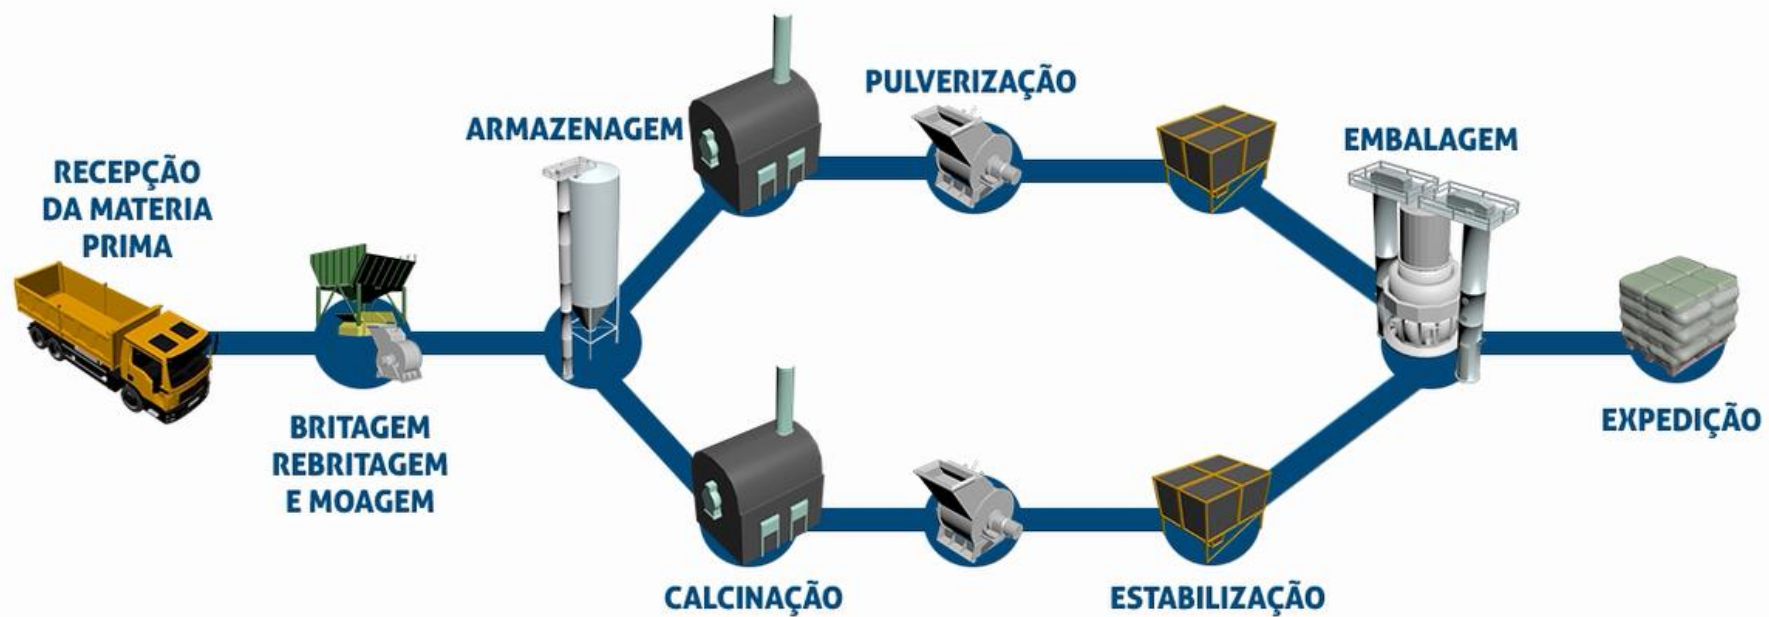 RECEPÇÃO
DA MATERIA
PRIMA
BRITAGEM
REBRITAGEM
E MOAGEM
ARMAZENAGEM
CALCINAÇÃO
PULVERIZAÇÃO
ESTABILIZAÇÃO
EMBALAGEM
EXPEDIÇÃO